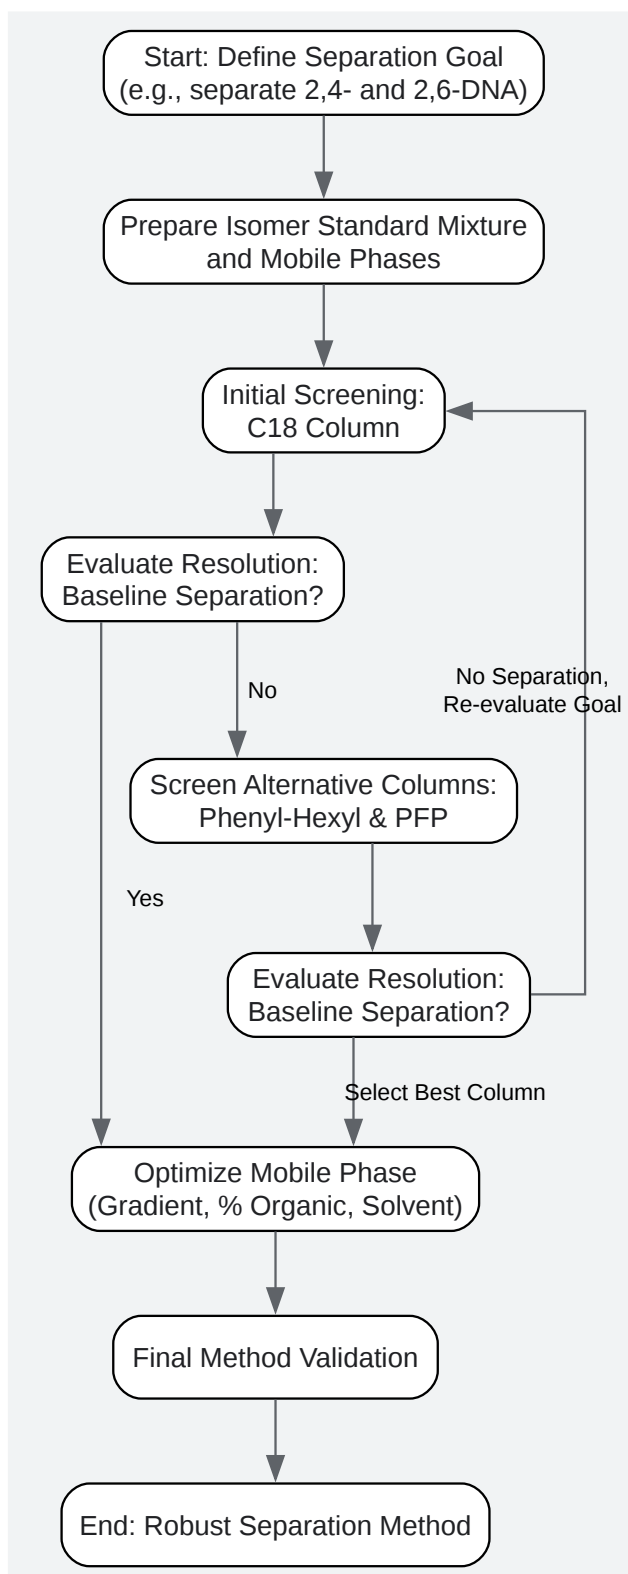 Start: Define Separation Goal
(e.g., separate 2,4- and 2,6-DNA)
Prepare Isomer Standard Mixture
and Mobile Phases
Initial Screening:
C18 Column
Evaluate Resolution:
Baseline Separation?
No
No Separation,
Re-evaluate Goal
Screen Alternative Columns:
Phenyl-Hexyl & PFP
Yes
Evaluate Resolution:
Baseline Separation?
Select Best Column
Optimize Mobile Phase
(Gradient, % Organic, Solvent)
Final Method Validation
End: Robust Separation Method